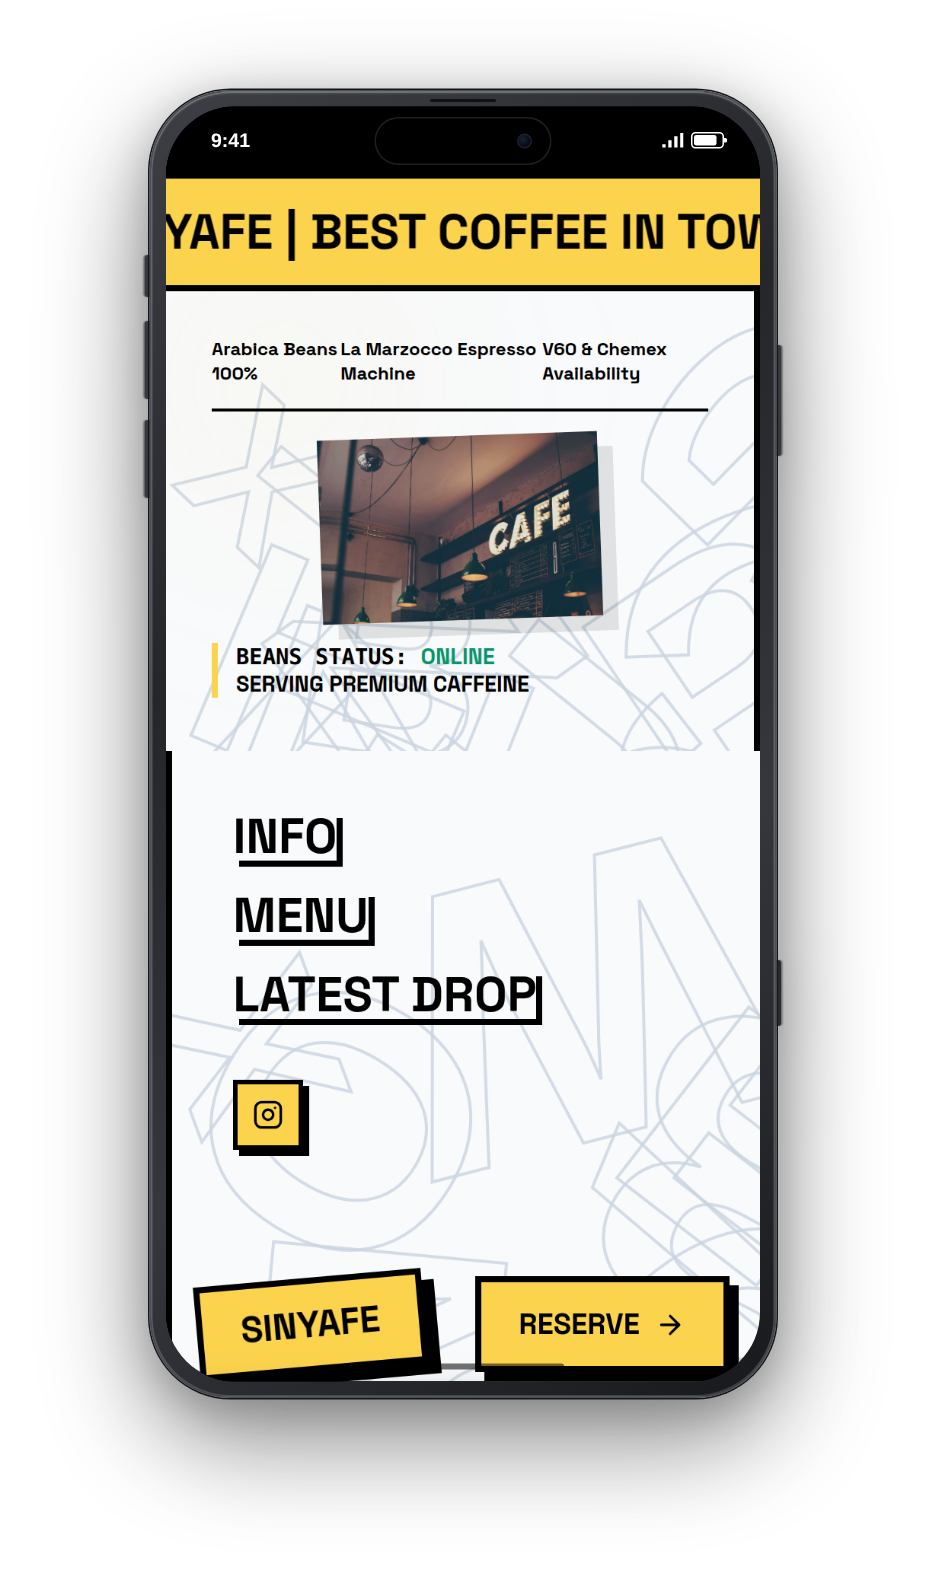 9:41
YAFE | BEST COFFEE IN TOW
Arabica Beans La Marzocco Espresso V60 & Chemex
100% Machine Availability
CAFE
BEANS STATUS: ONLINE
SERVING PREMIUM CAFFEINE
INFO
MENU
LATEST DROP
SINYAFE
RESERVE →